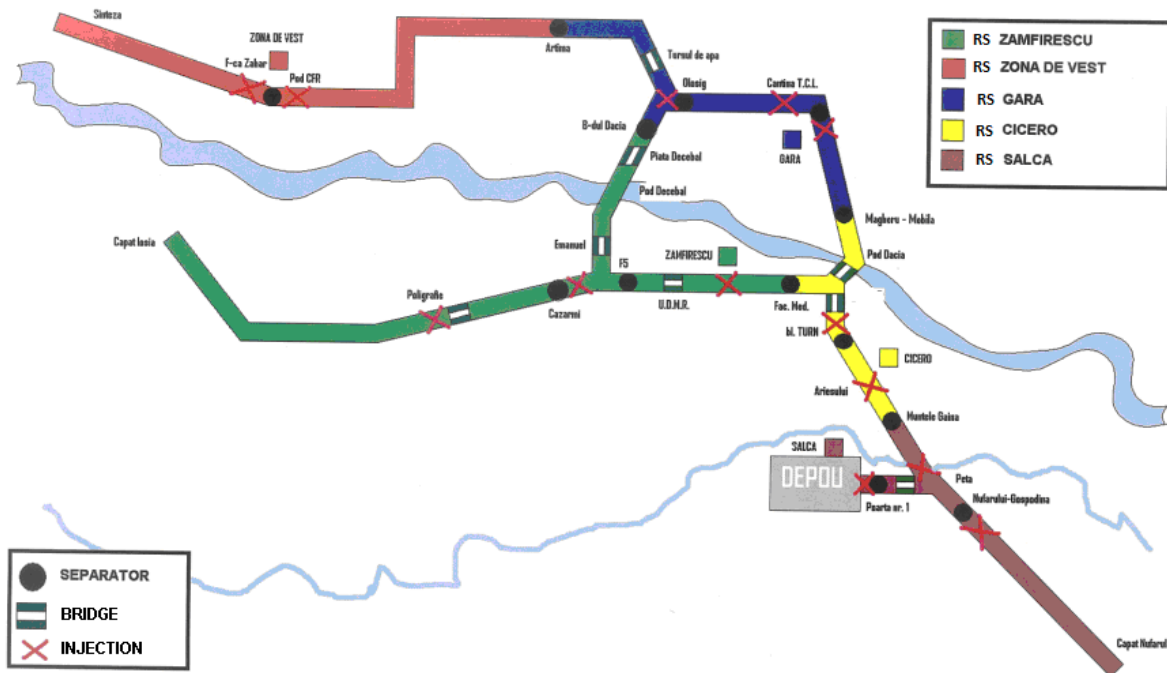 Sinteza
ZONA DE VEST
F-ca Zahar
Pod CFR
Artima
Turnul de apa
Olosig
Cantina T.C.L.
B-dul Dacia
Piata Decebal
GARA
Pod Decebal
Magheru - Mobila
Pod Dacia
Capat Iosia
Emanuel
F5
ZAMFIRESCU
Poligrafie
Cazarmi
U.D.M.R.
Fac. Med.
bl. TURN
CICERO
Ariesului
Muntele Gaina
SALCA
DEPOU
Peta
Poarta nr. 1
Nufarului-Gospodina
Capat Nufarul
RS ZAMFIRESCU
RS ZONA DE VEST
RS GARA
RS CICERO
RS SALCA
SEPARATOR
BRIDGE
INJECTION